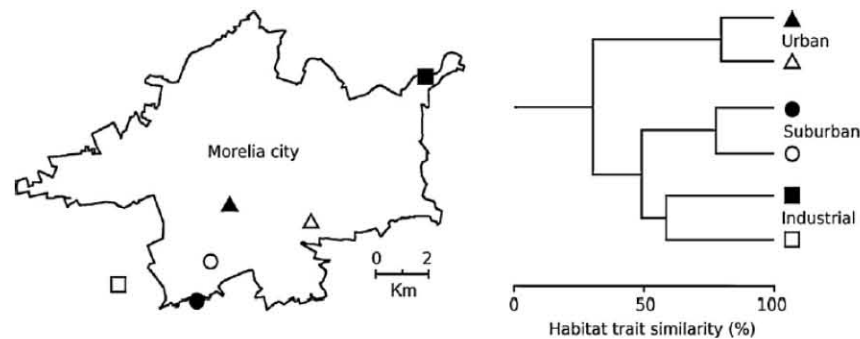 Morelia city
0 2
Km
Urban
Suburban
Industrial
0 50 100
Habitat trait similarity (%)